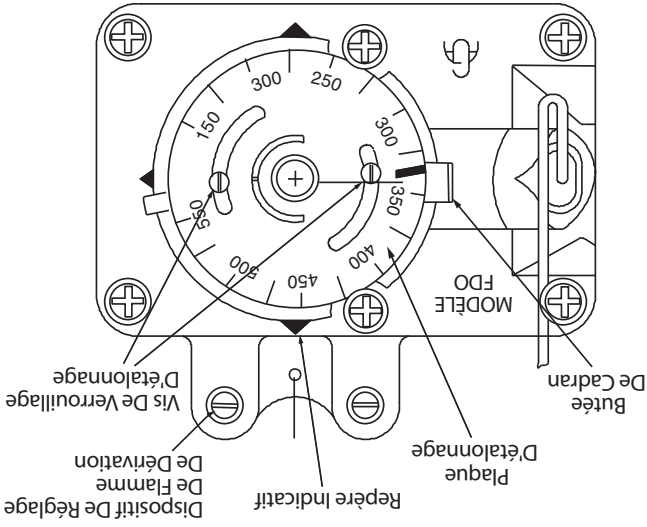 Dispositif De Réglage
De Flamme
De Dérivation
Repère Indicatif
Plaque
D'étalonnage
Butée
De Cadran
Vis De Verrouillage
D'étalonnage
MODÈLE
FDO
300
250
300
350
400
450
500
550
150